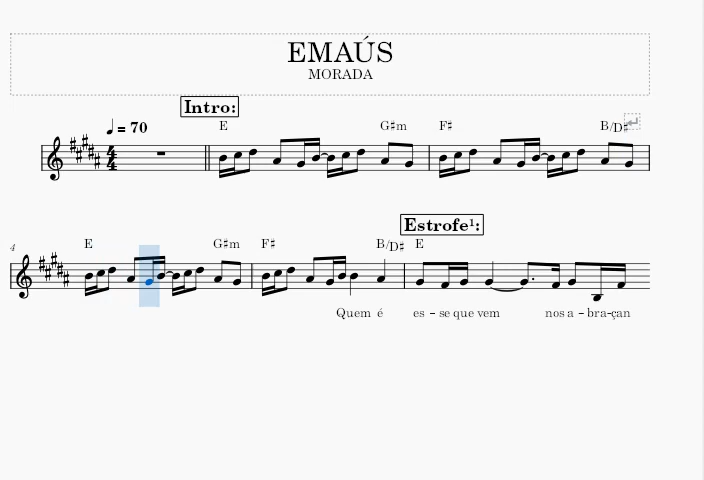 EMAÚS
MORADA
Intro:
♩ = 70
E G♯m F♯ B/D♯
4
Estrofe¹:
E G♯m F♯ B/D♯ E
Quem é es – se que vem nos a – bra-çan